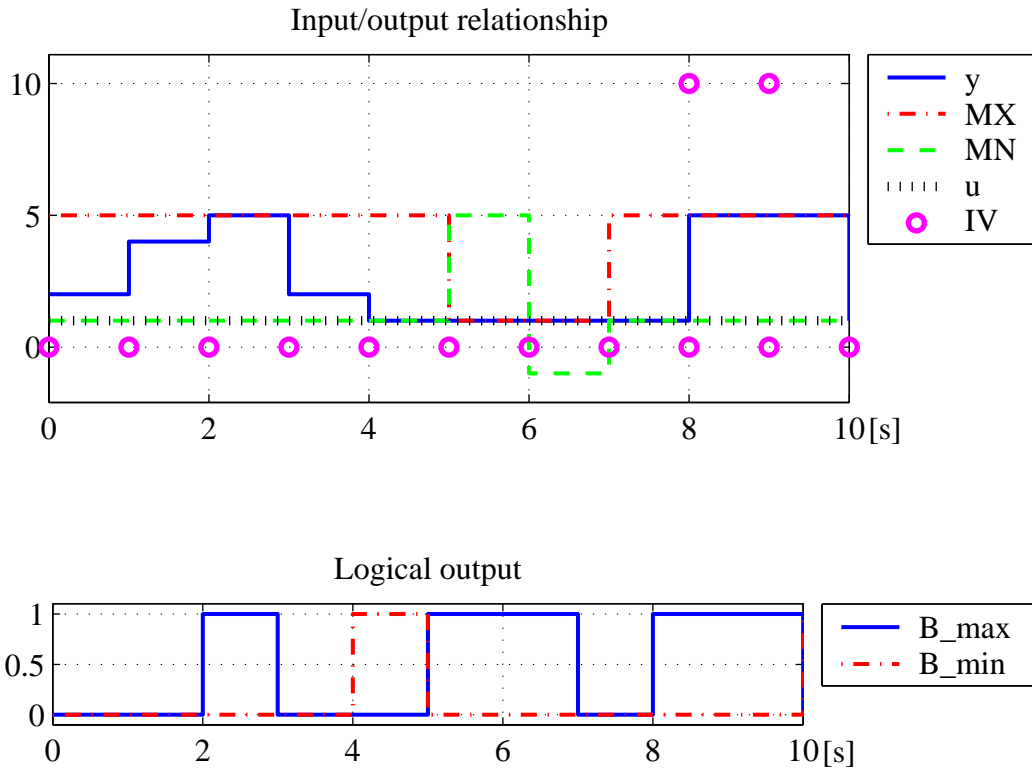 Input/output relationship
10
5
0
0 2 4 6 8 10 [s]
y
MX
MN
u
IV
Logical output
1
0.5
0
0 2 4 6 8 10 [s]
B_max
B_min